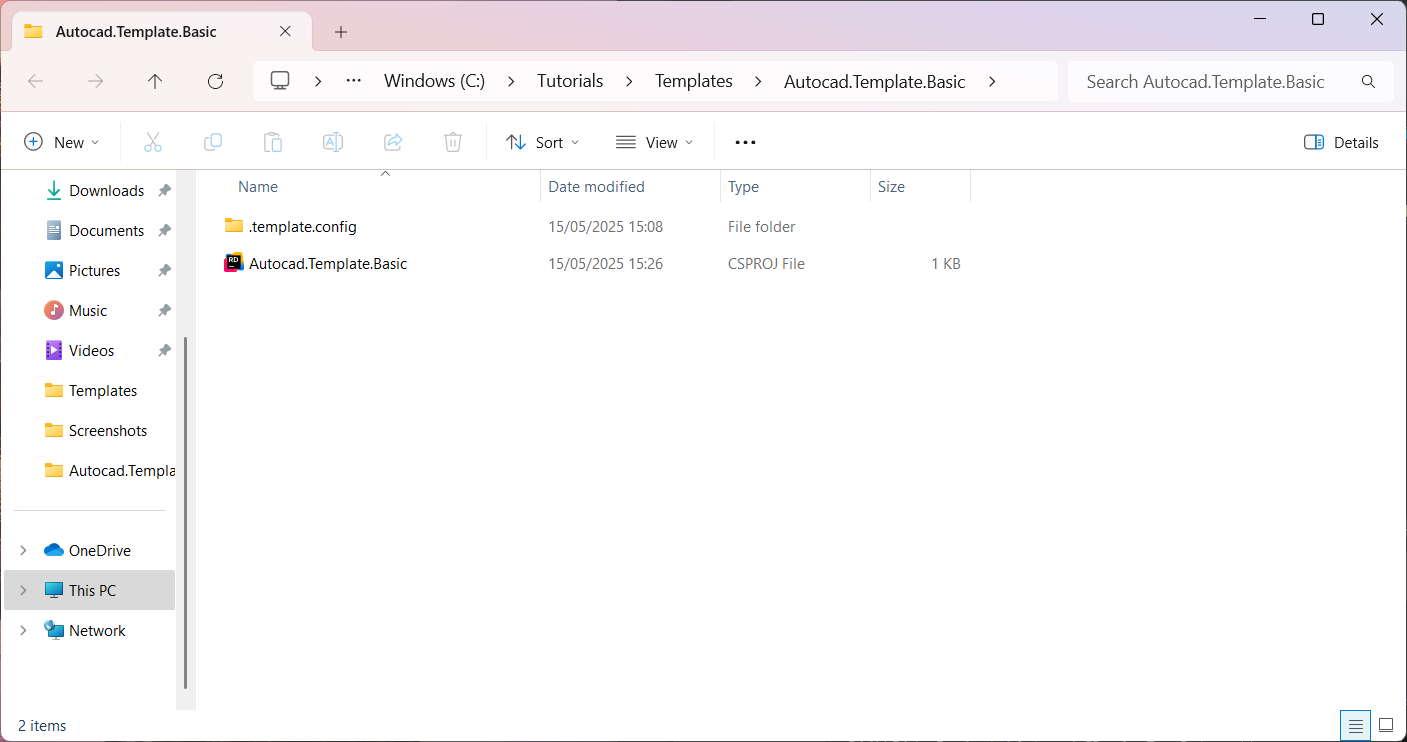 Autocad.Template.Basic
Windows (C:) Tutorials Templates Autocad.Template.Basic Search Autocad.Template.Basic
New Sort View Details
Name Date modified Type Size
Downloads
Documents
Pictures
Music
Videos
Templates
Screenshots
Autocad.Templa
OneDrive
This PC
Network
.template.config 15/05/2025 15:08 File folder
RD Autocad.Template.Basic 15/05/2025 15:26 CSPROJ File 1 KB
2 items